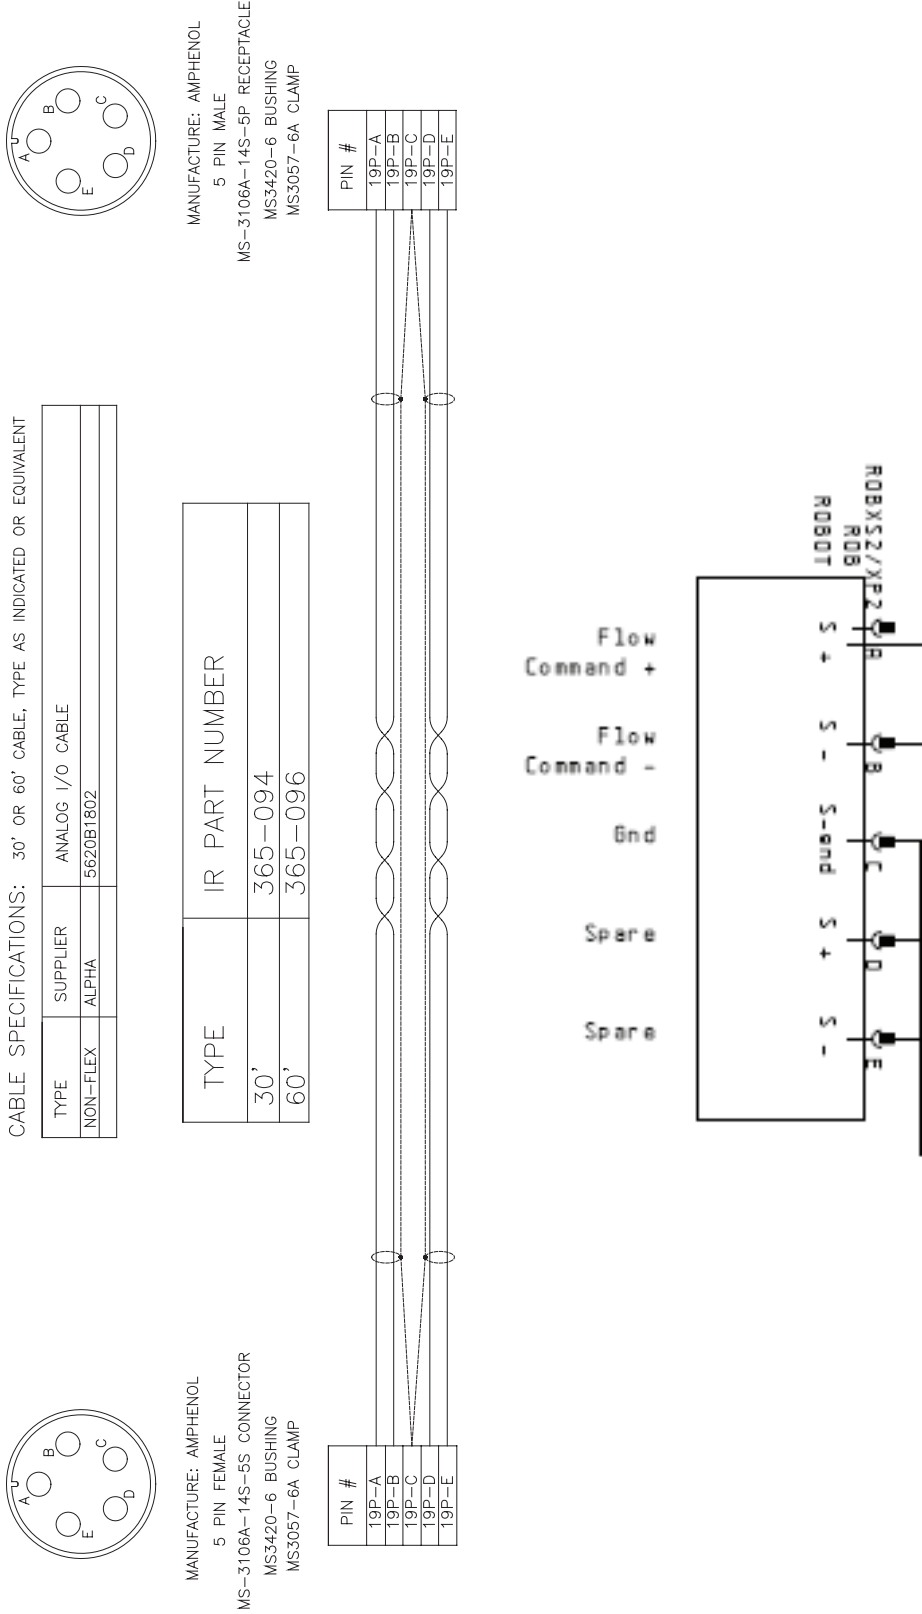 CABLE SPECIFICATIONS: 30' OR 60' CABLE, TYPE AS INDICATED OR EQUIVALENT
TYPE SUPPLIER ANALOG I/O CABLE
NON-FLEX ALPHA 5620B1802
TYPE IR PART NUMBER
30' 365-094
60' 365-096
A
B
C
D
E
MANUFACTURE: AMPHENOL
5 PIN FEMALE
MS-3106A-14S-5S CONNECTOR
MS3420-6 BUSHING
MS3057-6A CLAMP
PIN #
19P-A
19P-B
19P-C
19P-D
19P-E
A
B
C
D
E
MANUFACTURE: AMPHENOL
5 PIN MALE
MS-3106A-14S-5P RECEPTACLE
MS3420-6 BUSHING
MS3057-6A CLAMP
PIN #
19P-A
19P-B
19P-C
19P-D
19P-E
ROBXS2/XP2
ROB
ROBOT
Flow
Command +
S +
A
Flow
Command -
S -
B
Gnd
S-gnd
C
Spare
S +
D
Spare
S -
E